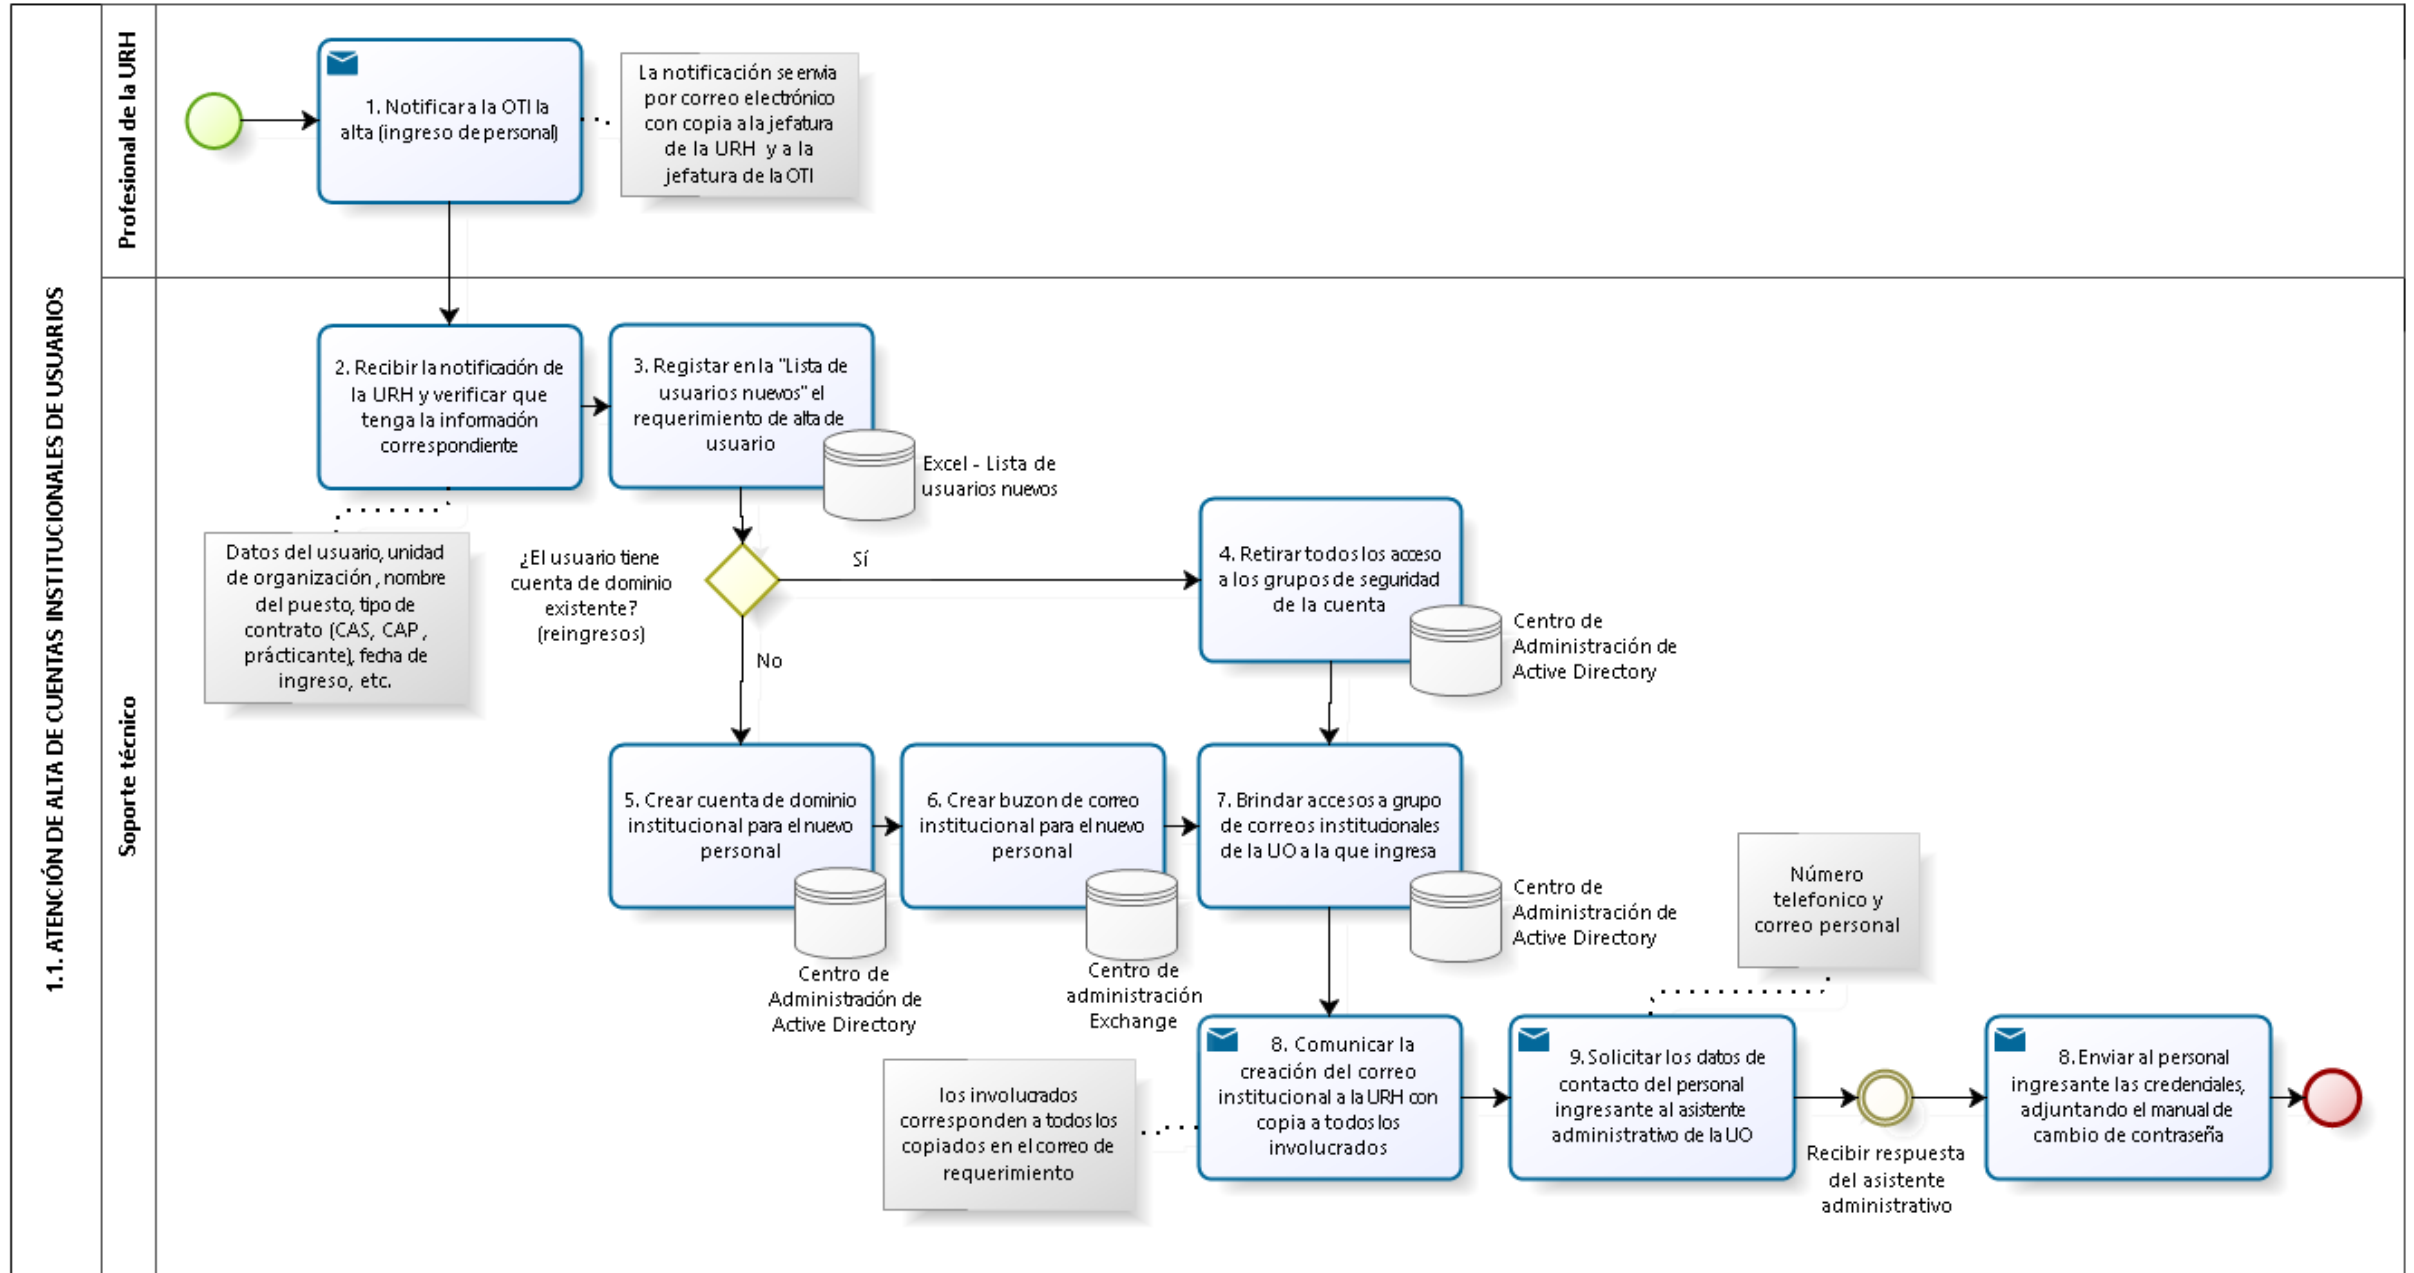 1.1. ATENCIÓN DE ALTA DE CUENTAS INSTITUCIONALES DE USUARIOS
Profesional de la URH
1. Notificar a la OTI la
alta (ingreso de personal)
La notificación se envia
por correo electrónico
con copia a la jefatura
de la URH y a la
jefatura de la OTI
Soporte técnico
2. Recibir la notificación de
la URH y verificar que
tenga la información
correspondiente
3. Registar en la "Lista de
usuarios nuevos" el
requerimiento de alta de
usuario
Excel - Lista de
usuarios nuevos
Datos del usuario, unidad
de organización , nombre
del puesto, tipo de
contrato (CAS, CAP ,
prácticante), fecha de
ingreso, etc.
¿El usuario tiene
cuenta de dominio
existente?
(reingresos)
Sí
No
4. Retirar todos los acceso
a los grupos de seguridad
de la cuenta
Centro de
Administración de
Active Directory
5. Crear cuenta de dominio
institucional para el nuevo
personal
Centro de
Administración de
Active Directory
6. Crear buzon de correo
institucional para el nuevo
personal
Centro de
administración
Exchange
7. Brindar accesos a grupo
de correos institucionales
de la UO a la que ingresa
Centro de
Administración de
Active Directory
Número
telefonico y
correo personal
los involucrados
corresponden a todos los
copiados en el correo de
requerimiento
8. Comunicar la
creación del correo
institucional a la URH con
copia a todos los
involucrados
9. Solicitar los datos de
contacto del personal
ingresante al asistente
administrativo de la UO
Recibir respuesta
del asistente
administrativo
8. Enviar al personal
ingresante las credenciales,
adjuntando el manual de
cambio de contraseña